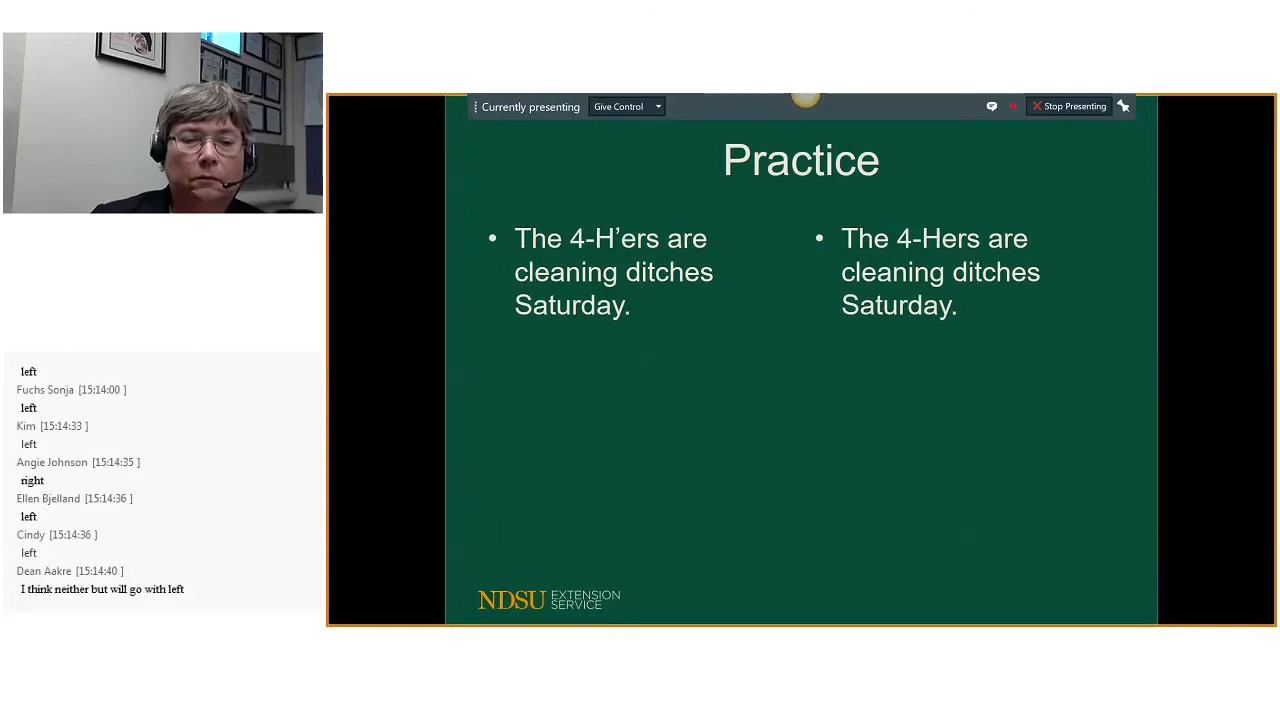 Currently presenting
Give Control
Stop Presenting
Practice
• The 4-H’ers are
cleaning ditches
Saturday.
• The 4-Hers are
cleaning ditches
Saturday.
NDSU EXTENSION
SERVICE
left
Fuchs Sonja [15:14:00 ]
left
Kim [15:14:33 ]
left
Angie Johnson [15:14:35 ]
right
Ellen Bjelland [15:14:36 ]
left
Cindy [15:14:36 ]
left
Dean Aakre [15:14:40 ]
I think neither but will go with left